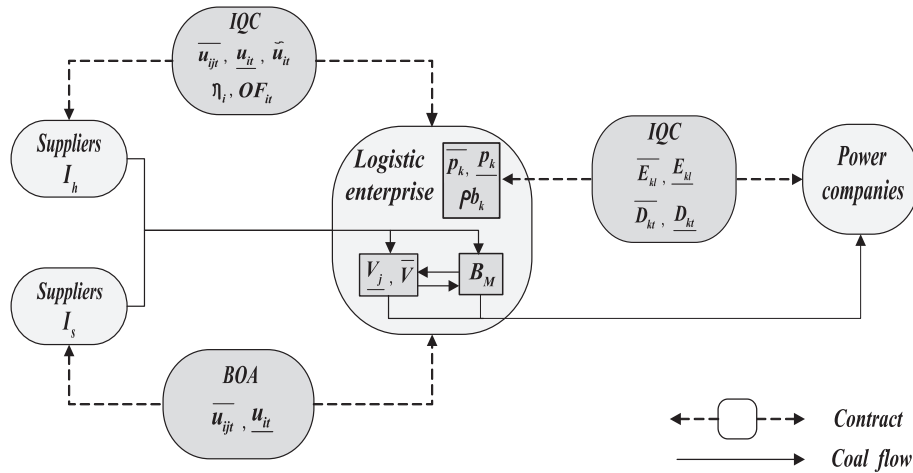 IQC
u̅ᵢⱼₜ , u̲ᵢₜ , ũᵢₜ
ηᵢ , OFᵢₜ
Suppliers
Iₕ
Logistic
enterprise
p̅ₖ, p̲ₖ
ρbₖ
IQC
E̅ₖₗ , E̲ₖₗ
D̅ₖₜ , D̲ₖₜ
Power
companies
V̲ⱼ , V̅
B_M
Suppliers
Iₛ
BOA
u̅ᵢⱼₜ , u̲ᵢₜ
Contract
Coal flow